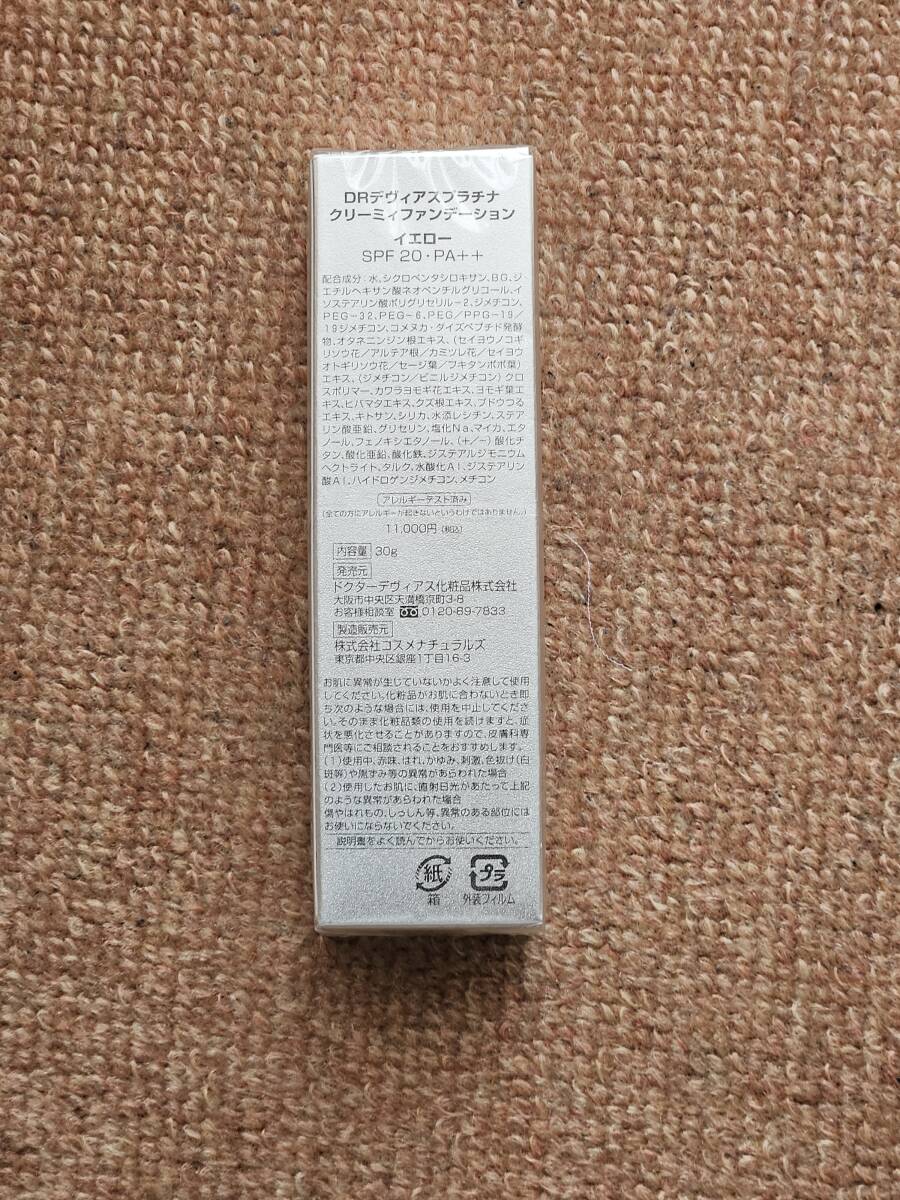 DRデヴィアスプラチナ
クリーミィファンデーション
イエロー
SPF 20・PA++
配合成分:水、シクロペンタシロキサン、BG、ジ
エチルヘキサン酸ネオペンチルグリコール、イ
ソステアリン酸ポリグリセリル-2、ジメチコン、
PEG-32、PEG-6、PEG/PPG-19/
19ジメチコン、コメヌカ・ダイズペプチド発酵
物、オタネニンジン根エキス、(セイヨウノコギ
リソウ花/アルテア根/カミツレ花/セイヨウ
オトギリソウ花/セージ葉/フキタンポポ葉)
エキス、(ジメチコン/ビニルジメチコン)クロ
スポリマー、カワラヨモギ花エキス、ヨモギ葉エ
キス、ヒバマタエキス、クズ根エキス、ブドウつる
エキス、キトサン、シリカ、水添レシチン、ステア
リン酸亜鉛、グリセリン、塩化Na、マイカ、エタ
ノール、フェノキシエタノール、(+/-)酸化チ
タン、酸化亜鉛、酸化鉄、ジステアルジモニウム
ヘクトライト、タルク、水酸化Al、ジステアリン
酸Al、ハイドロゲンジメチコン、メチコン
アレルギーテスト済み
(全ての方にアレルギーが起きないというわけではありません。)
11,000円(税込)
内容量 30g
発売元
ドクターデヴィアス化粧品株式会社
大阪市中央区天満橋京町3-8
お客様相談室 0120-89-7833
製造販売元
株式会社コスメナチュラルズ
東京都中央区銀座1丁目16-3
お肌に異常が生じていないかよく注意して使用
してください。化粧品がお肌に合わないとき即
ち次のような場合には、使用を中止してくださ
い。そのまま化粧品類の使用を続けますと、症
状を悪化させることがありますので、皮膚科専
門医等にご相談されることをおすすめします。
(1)使用中、赤味、はれ、かゆみ、刺激、色抜け(白
斑等)や黒ずみ等の異常があらわれた場合
(2)使用したお肌に、直射日光があたって上記
のような異常があらわれた場合
傷やはれもの、しっしん等、異常のある部位には
お使いにならないでください。
説明書をよく読んでからお使いください。
紙 プラ
箱 外装フィルム